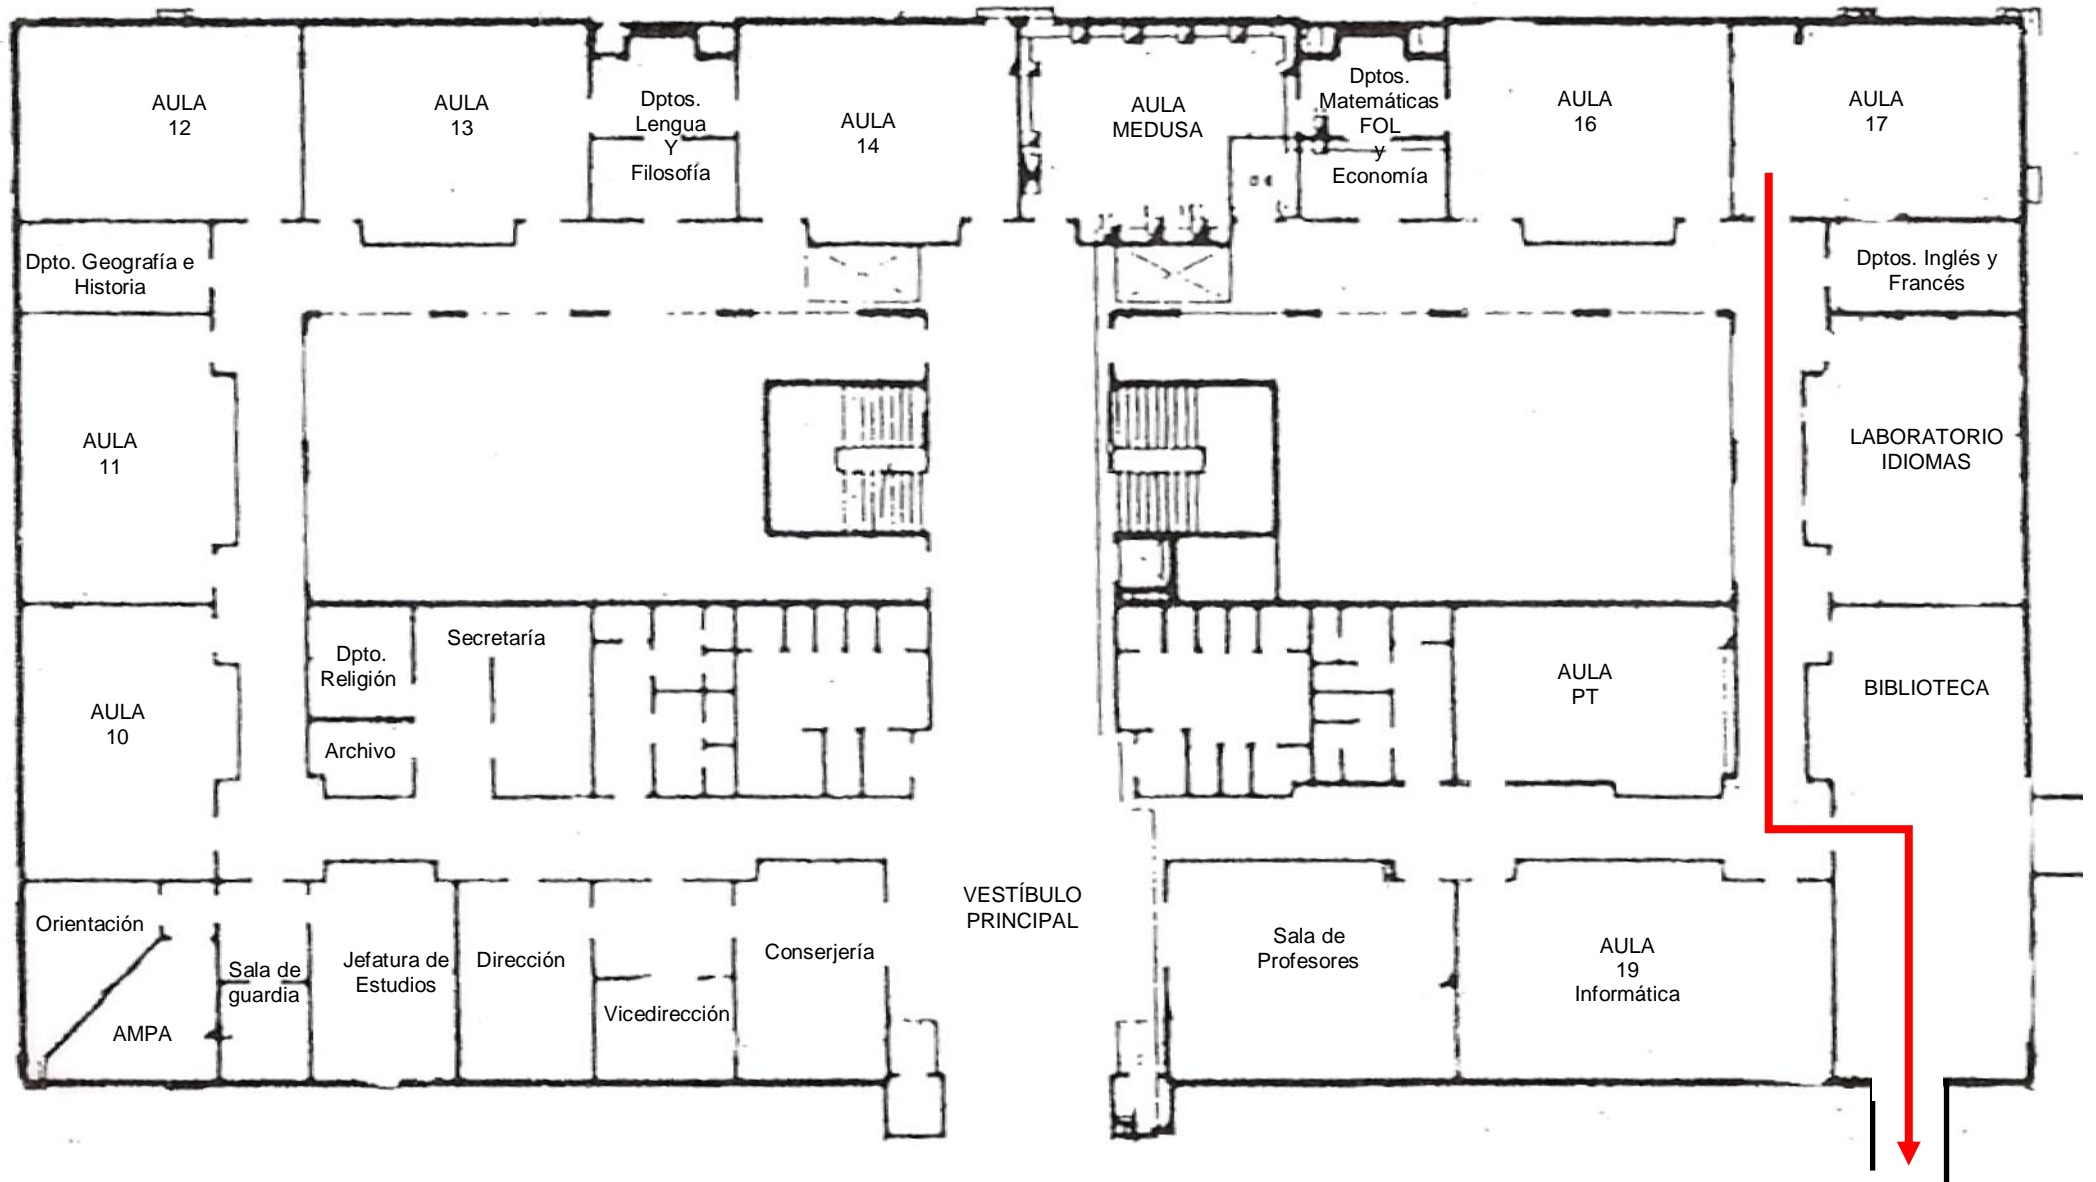 AULA
12
AULA
13
Dptos.
Lengua
Y
Filosofía
AULA
14
AULA
MEDUSA
Dptos.
Matemáticas
FOL
y
Economía
AULA
16
AULA
17
Dpto. Geografía e
Historia
Dptos. Inglés y
Francés
AULA
11
LABORATORIO
IDIOMAS
Dpto.
Religión
Secretaría
AULA
PT
BIBLIOTECA
AULA
10
Archivo
VESTÍBULO
PRINCIPAL
Orientación
Sala de
guardia
Jefatura de
Estudios
Dirección
Vicedirección
Conserjería
Sala de
Profesores
AULA
19
Informática
AMPA